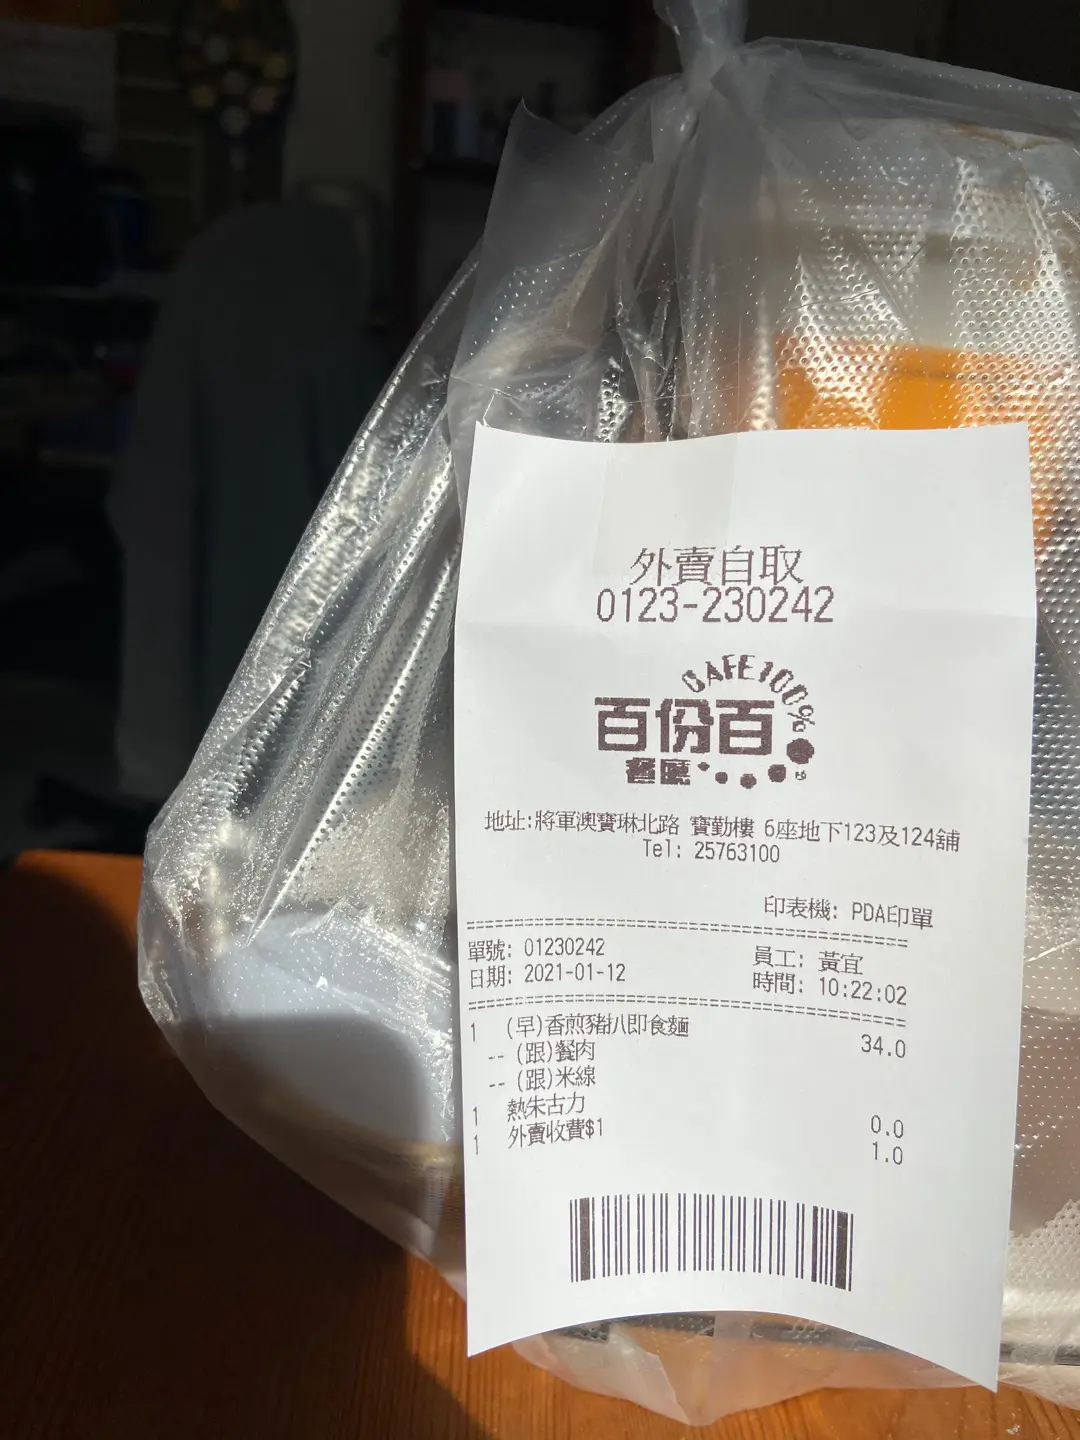 外賣自取
0123-230242
CAFE 100%
百份百
餐廳
地址:將軍澳寶琳北路 寶勤樓 6座地下123及124舖
Tel: 25763100
印表機: PDA印單
單號: 01230242 員工: 黃宜
日期: 2021-01-12 時間: 10:22:02
1 (早)香煎豬扒即食麵 34.0
-- (跟)餐肉
-- (跟)米線
1 熱朱古力 0.0
1 外賣收費$1 1.0